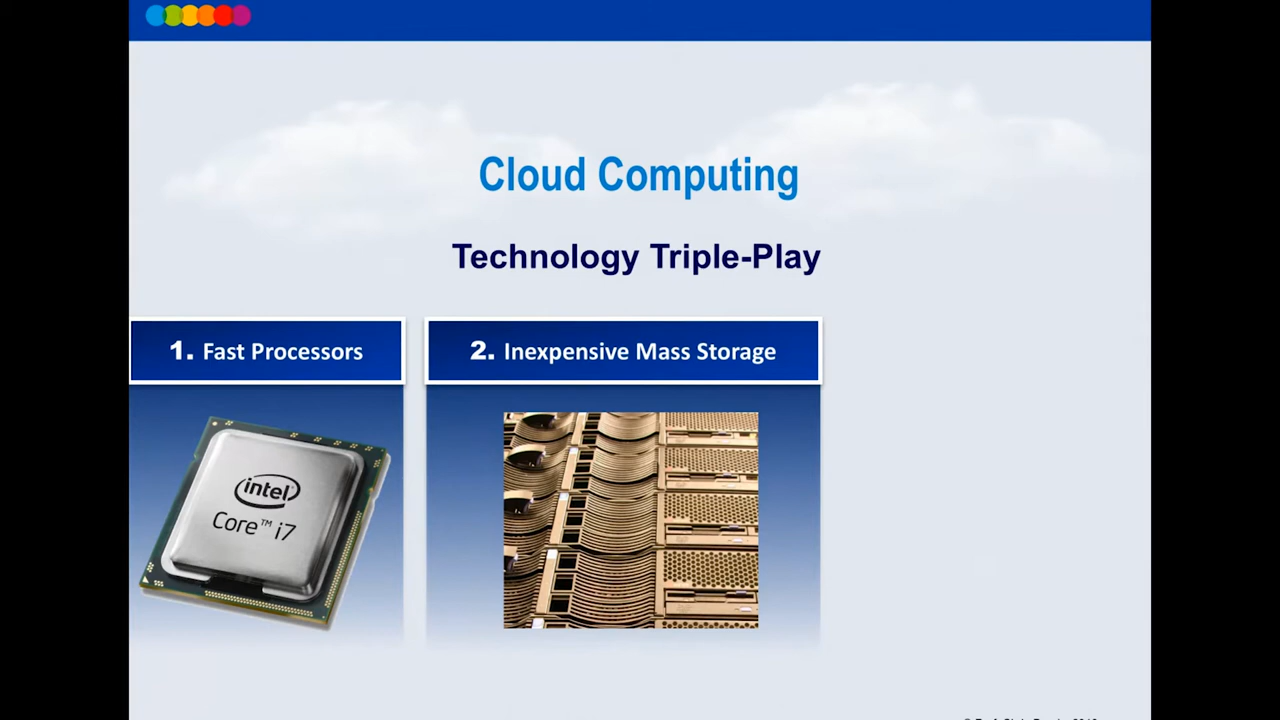 Cloud Computing
Technology Triple-Play
1. Fast Processors
2. Inexpensive Mass Storage
intel
Core™ i7